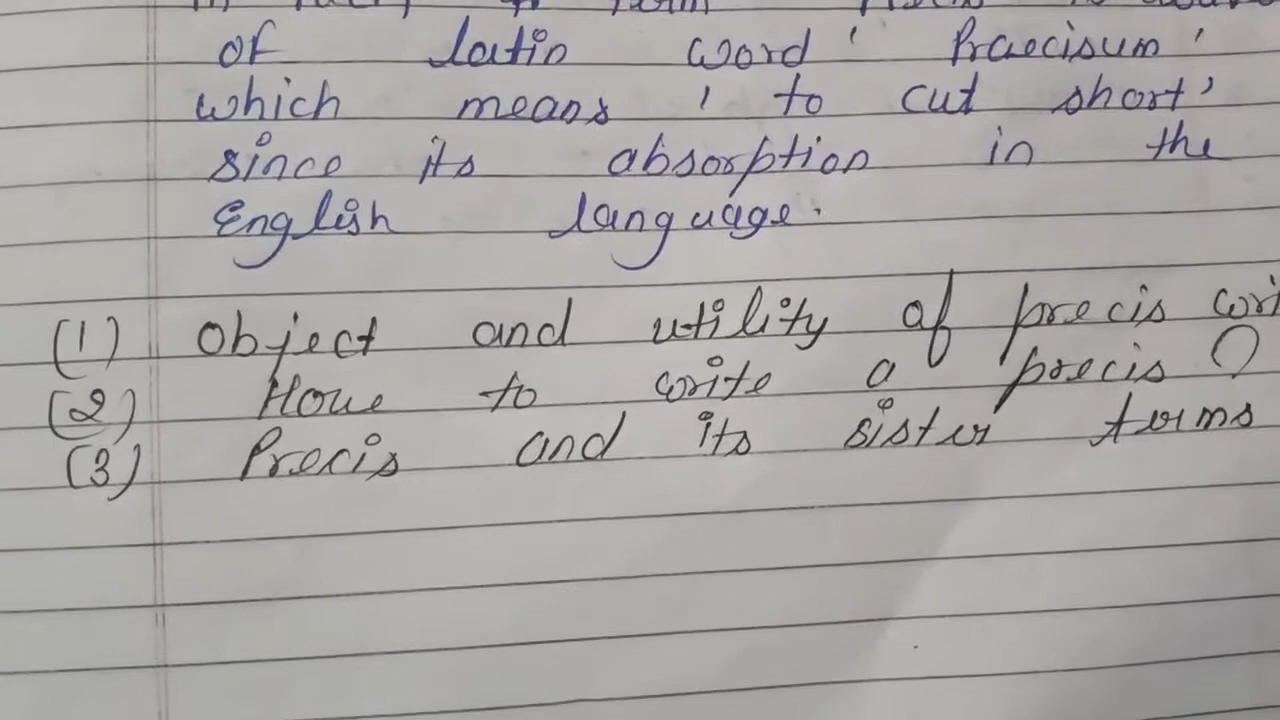 of latin word ' Praecisum '
which means ' to cut short'
since its absorption in the
English language.
(1) Object and utility of precis wri
(2) How to write a precis ?
(3) Precis and its sister terms